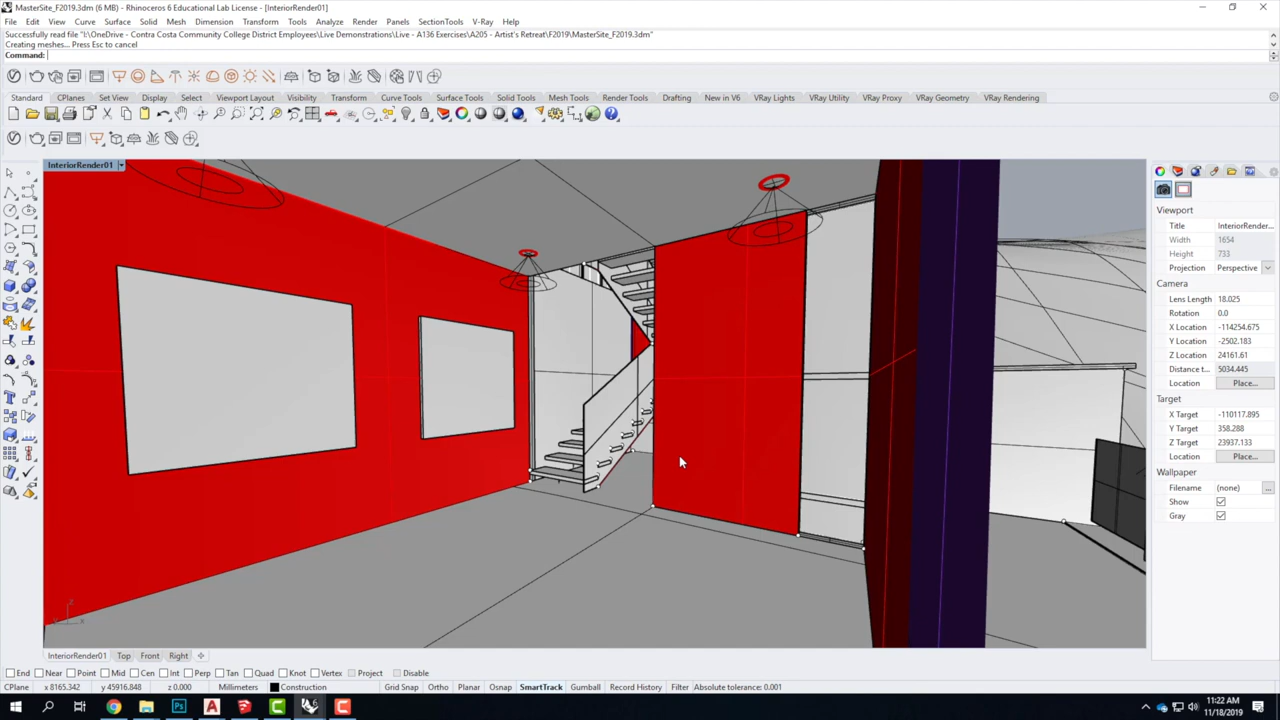 MasterSite_F2019.3dm (6 MB) - Rhinoceros 6 Educational Lab License - [InteriorRender01]
File Edit View Curve Surface Solid Mesh Dimension Transform Tools Analyze Render Panels SectionTools V-Ray Help
Successfully read file "I:\OneDrive - Contra Costa Community College District Employees\Live Demonstrations\Live - A136 Exercises\A205 - Artist's Retreat\F2019\MasterSite_F2019.3dm"
Creating meshes... Press Esc to cancel
Command:
Standard CPlanes Set View Display Select Viewport Layout Visibility Transform Curve Tools Surface Tools Solid Tools Mesh Tools Render Tools Drafting New in V6 VRay Lights VRay Utility VRay Proxy VRay Geometry VRay Rendering
InteriorRender01
Viewport
Title InteriorRender...
Width 1654
Height 733
Projection Perspective
Camera
Lens Length 18.025
Rotation 0.0
X Location -114254.675
Y Location -2502.183
Z Location 24161.61
Distance t... 5034.445
Location Place...
Target
X Target -110117.895
Y Target 358.288
Z Target 23937.133
Location Place...
Wallpaper
Filename (none) ...
Show
Gray
z
x
InteriorRender01 Top Front Right
End Near Point Mid Cen Int Perp Tan Quad Knot Vertex Project Disable
CPlane x 8165.342 y 45916.848 z 0.000 Millimeters Construction Grid Snap Ortho Planar Osnap SmartTrack Gumball Record History Filter Absolute tolerance: 0.001
11:22 AM
11/18/2019